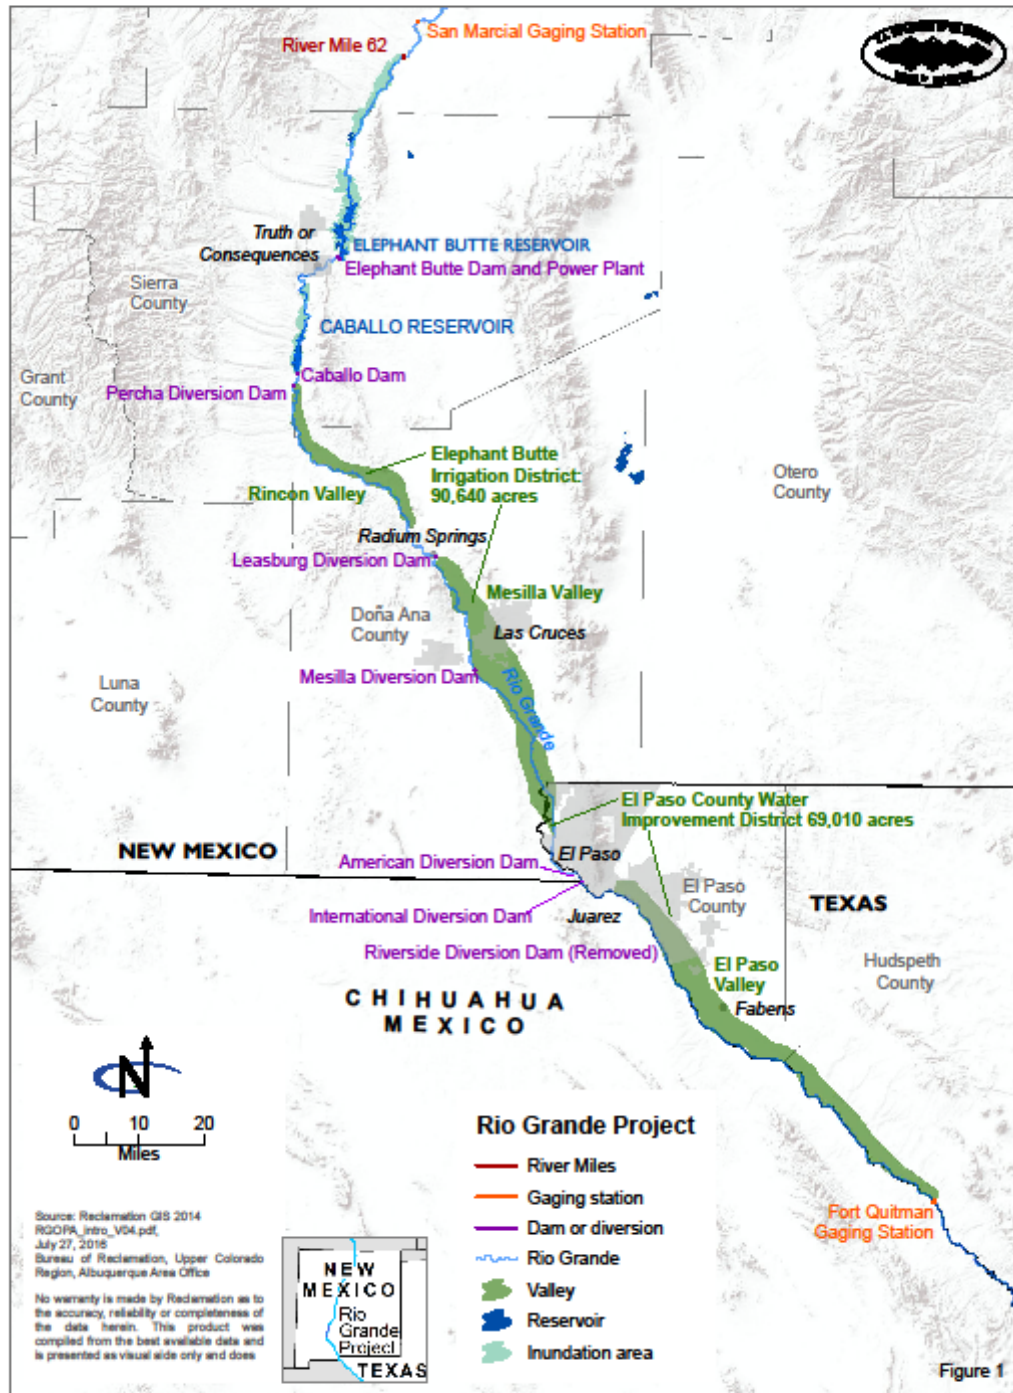 San Marcial Gaging Station
River Mile 62
Truth or
Consequences
ELEPHANT BUTTE RESERVOIR
Elephant Butte Dam and Power Plant
Sierra
County
CABALLO RESERVOIR
Grant
County
Caballo Dam
Percha Diversion Dam
Elephant Butte
Irrigation District:
90,640 acres
Otero
County
Rincon Valley
Radium Springs
Leasburg Diversion Dam
Mesilla Valley
Doña Ana
County
Las Cruces
Mesilla Diversion Dam
Luna
County
Rio Grande
El Paso County Water
Improvement District 69,010 acres
NEW MEXICO
American Diversion Dam
El Paso
El Paso
County
TEXAS
International Diversion Dam
Juarez
Riverside Diversion Dam (Removed)
El Paso
Valley
Hudspeth
County
CHIHUAHUA
MEXICO
Fabens
N
0 10 20
Miles
Rio Grande Project
River Miles
Gaging station
Dam or diversion
Rio Grande
Valley
Reservoir
Inundation area
Fort Quitman
Gaging Station
Source: Reclamation GIS 2014
RGOPA_intro_V04.pdf,
July 27, 2016
Bureau of Reclamation, Upper Colorado
Region, Albuquerque Area Office
No warranty is made by Reclamation as to
the accuracy, reliability or completeness of
the data herein. This product was
compiled from the best available data and
is presented as visual aide only and does
NEW
MEXICO
Rio
Grande
Project
TEXAS
Figure 1